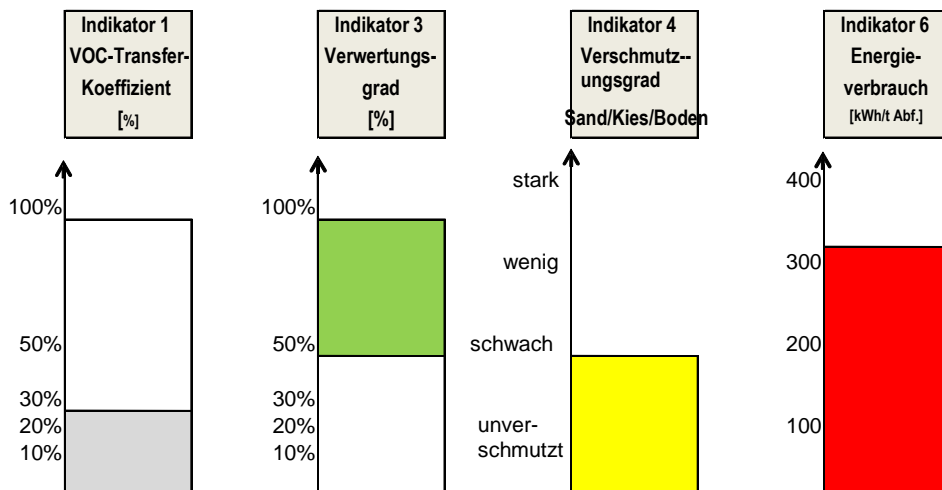 Indikator 1
VOC-Transfer-
Koeffizient
[%]
Indikator 3
Verwertungs-
grad
[%]
Indikator 4
Verschmutz--
ungsgrad
Sand/Kies/Boden
Indikator 6
Energie-
verbrauch
[kWh/t Abf.]
100%
50%
30%
20%
10%
100%
50%
30%
20%
10%
stark
wenig
schwach
unver-
schmutzt
400
300
200
100